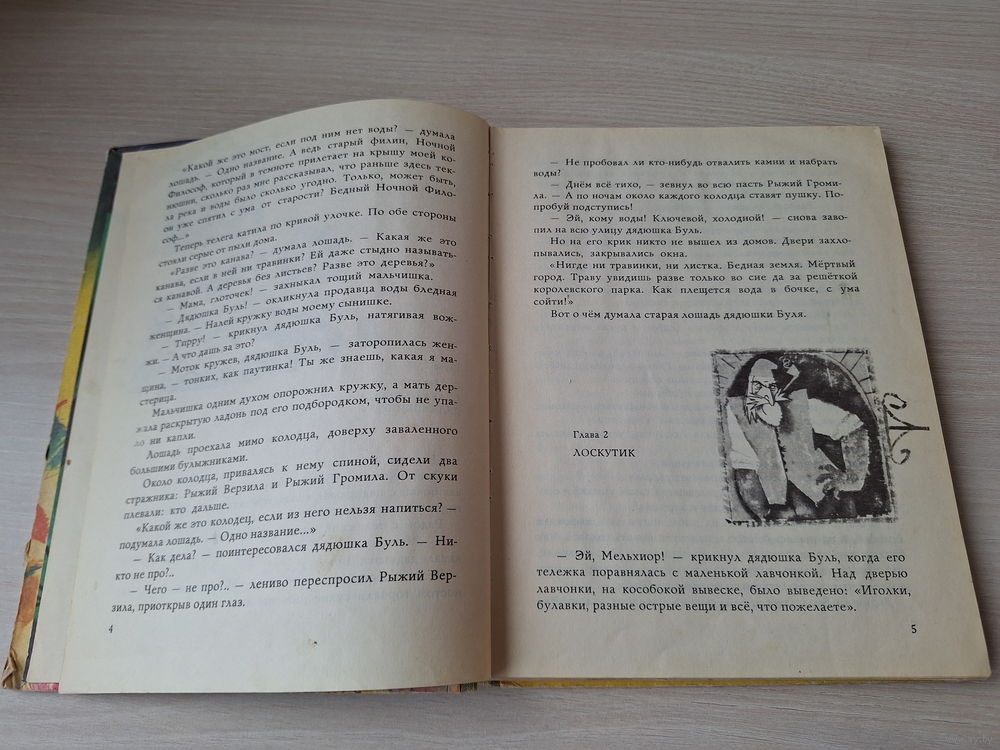 «Какой же это мост, если под ним нет воды? — думала
лошадь. — Одно название. А ведь старый филин, Ночной
Философ, который в темноте прилетает на крышу моей ко-
нюшни, сколько раз мне рассказывал, что раньше здесь тек-
ла река и воды было сколько угодно. Только, может быть,
он уже спятил с ума от старости? Бедный Ночной Фило-
соф...»
Теперь телега катила по кривой улочке. По обе стороны
стояли серые от пыли дома.
«Разве это канава? — думала лошадь. — Какая же это
канава, если в ней ни травинки? Ей даже стыдно называть-
ся канавой. А деревья без листьев? Разве это деревья?»
— Мама, глоточек! — захныкал тощий мальчишка.
— Дядюшка Буль! — окликнула продавца воды бледная
женщина. — Налей кружку воды моему сынишке.
— Тпрру! — крикнул дядюшка Буль, натягивая вож-
жи. — А что дашь за это?
— Моток кружев, дядюшка Буль, — заторопилась жен-
щина, — тонких, как паутинка! Ты же знаешь, какая я ма-
стерица.
Мальчишка одним духом опорожнил кружку, а мать дер-
жала раскрытую ладонь под его подбородком, чтобы не упа-
ло ни капли.
Лошадь проехала мимо колодца, доверху заваленного
большими булыжниками.
Около колодца, привалясь к нему спиной, сидели два
стражника: Рыжий Верзила и Рыжий Громила. От скуки
плевали: кто дальше.
«Какой же это колодец, если из него нельзя напиться? —
подумала лошадь. — Одно название...»
— Как дела? — поинтересовался дядюшка Буль. — Ни-
кто не про?..
— Чего — не про?.. — лениво переспросил Рыжий Вер-
зила, приоткрыв один глаз.
4
— Не пробовал ли кто-нибудь отвалить камни и набрать
воды?
— Днём всё тихо, — зевнул во всю пасть Рыжий Громи-
ла. — А по ночам около каждого колодца ставят пушку. По-
пробуй подступись!
— Эй, кому воды! Ключевой, холодной! — снова заво-
пил на всю улицу дядюшка Буль.
Но на его крик никто не вышел из домов. Двери захло-
пывались, закрывались окна.
«Нигде ни травинки, ни листка. Бедная земля. Мёртвый
город. Траву увидишь разве только во сне да за решёткой
королевского парка. Как плещется вода в бочке, с ума
сойти!»
Вот о чём думала старая лошадь дядюшки Буля.
Глава 2
ЛОСКУТИК
— Эй, Мельхиор! — крикнул дядюшка Буль, когда его
тележка поравнялась с маленькой лавчонкой. Над дверью
лавчонки, на кособокой вывеске, было выведено: «Иголки,
булавки, разные острые вещи и всё, что пожелаете».
5